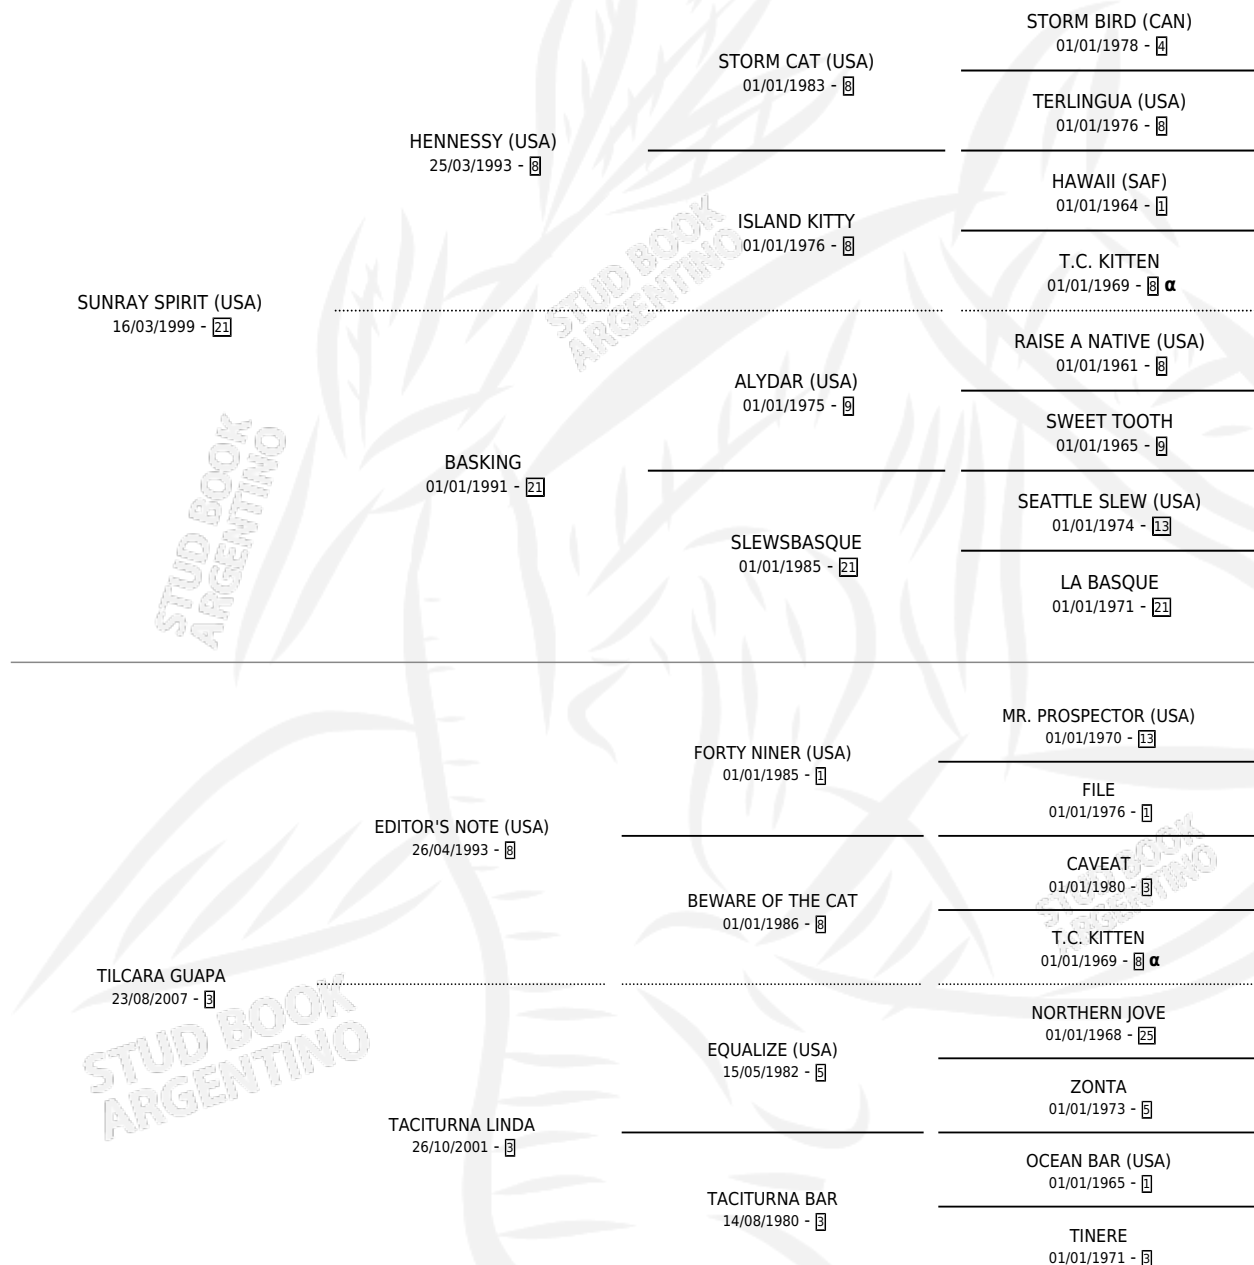 STORM BIRD (CAN)
01/01/1978 - 4
STORM CAT (USA)
01/01/1983 - 8
TERLINGUA (USA)
01/01/1976 - 8
HENNESSY (USA)
25/03/1993 - 8
HAWAII (SAF)
01/01/1964 - 1
ISLAND KITTY
01/01/1976 - 8
T.C. KITTEN
01/01/1969 - 8 α
SUNRAY SPIRIT (USA)
16/03/1999 - 21
RAISE A NATIVE (USA)
01/01/1961 - 8
ALYDAR (USA)
01/01/1975 - 9
SWEET TOOTH
01/01/1965 - 9
BASKING
01/01/1991 - 21
SEATTLE SLEW (USA)
01/01/1974 - 13
SLEWSBASQUE
01/01/1985 - 21
LA BASQUE
01/01/1971 - 21
MR. PROSPECTOR (USA)
01/01/1970 - 13
FORTY NINER (USA)
01/01/1985 - 1
FILE
01/01/1976 - 1
EDITOR'S NOTE (USA)
26/04/1993 - 8
CAVEAT
01/01/1980 - 3
BEWARE OF THE CAT
01/01/1986 - 8
T.C. KITTEN
01/01/1969 - 8 α
TILCARA GUAPA
23/08/2007 - 3
NORTHERN JOVE
01/01/1968 - 25
EQUALIZE (USA)
15/05/1982 - 5
ZONTA
01/01/1973 - 5
TACITURNA LINDA
26/10/2001 - 3
OCEAN BAR (USA)
01/01/1965 - 1
TACITURNA BAR
14/08/1980 - 3
TINERE
01/01/1971 - 3
STUD BOOK
ARGENTINO
STUD BOOK
ARGENTINO
STUD BOOK
ARGENTINO
STUD BOOK
ARGENTINO